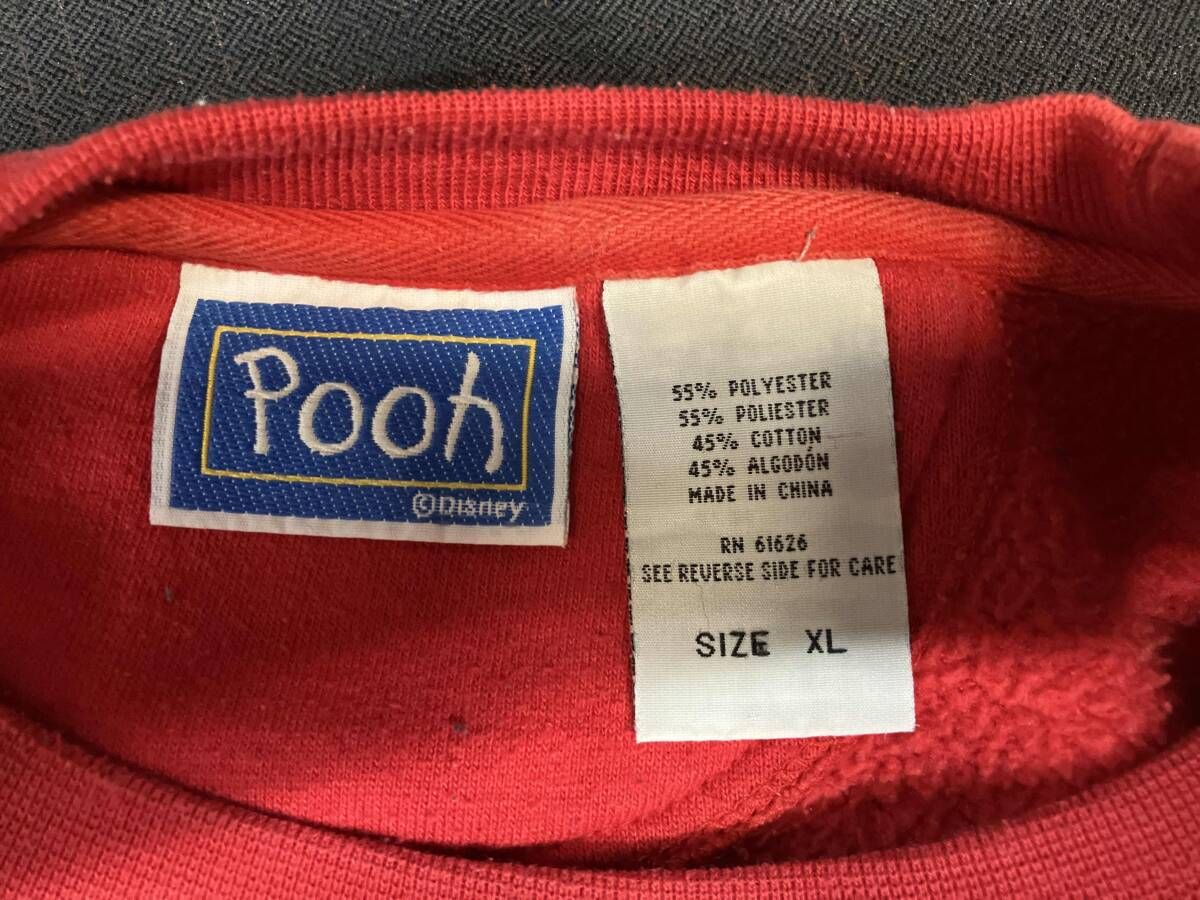 Pooh
©Disney
55% POLYESTER
55% POLIESTER
45% COTTON
45% ALGODÓN
MADE IN CHINA
RN 61626
SEE REVERSE SIDE FOR CARE
SIZE XL